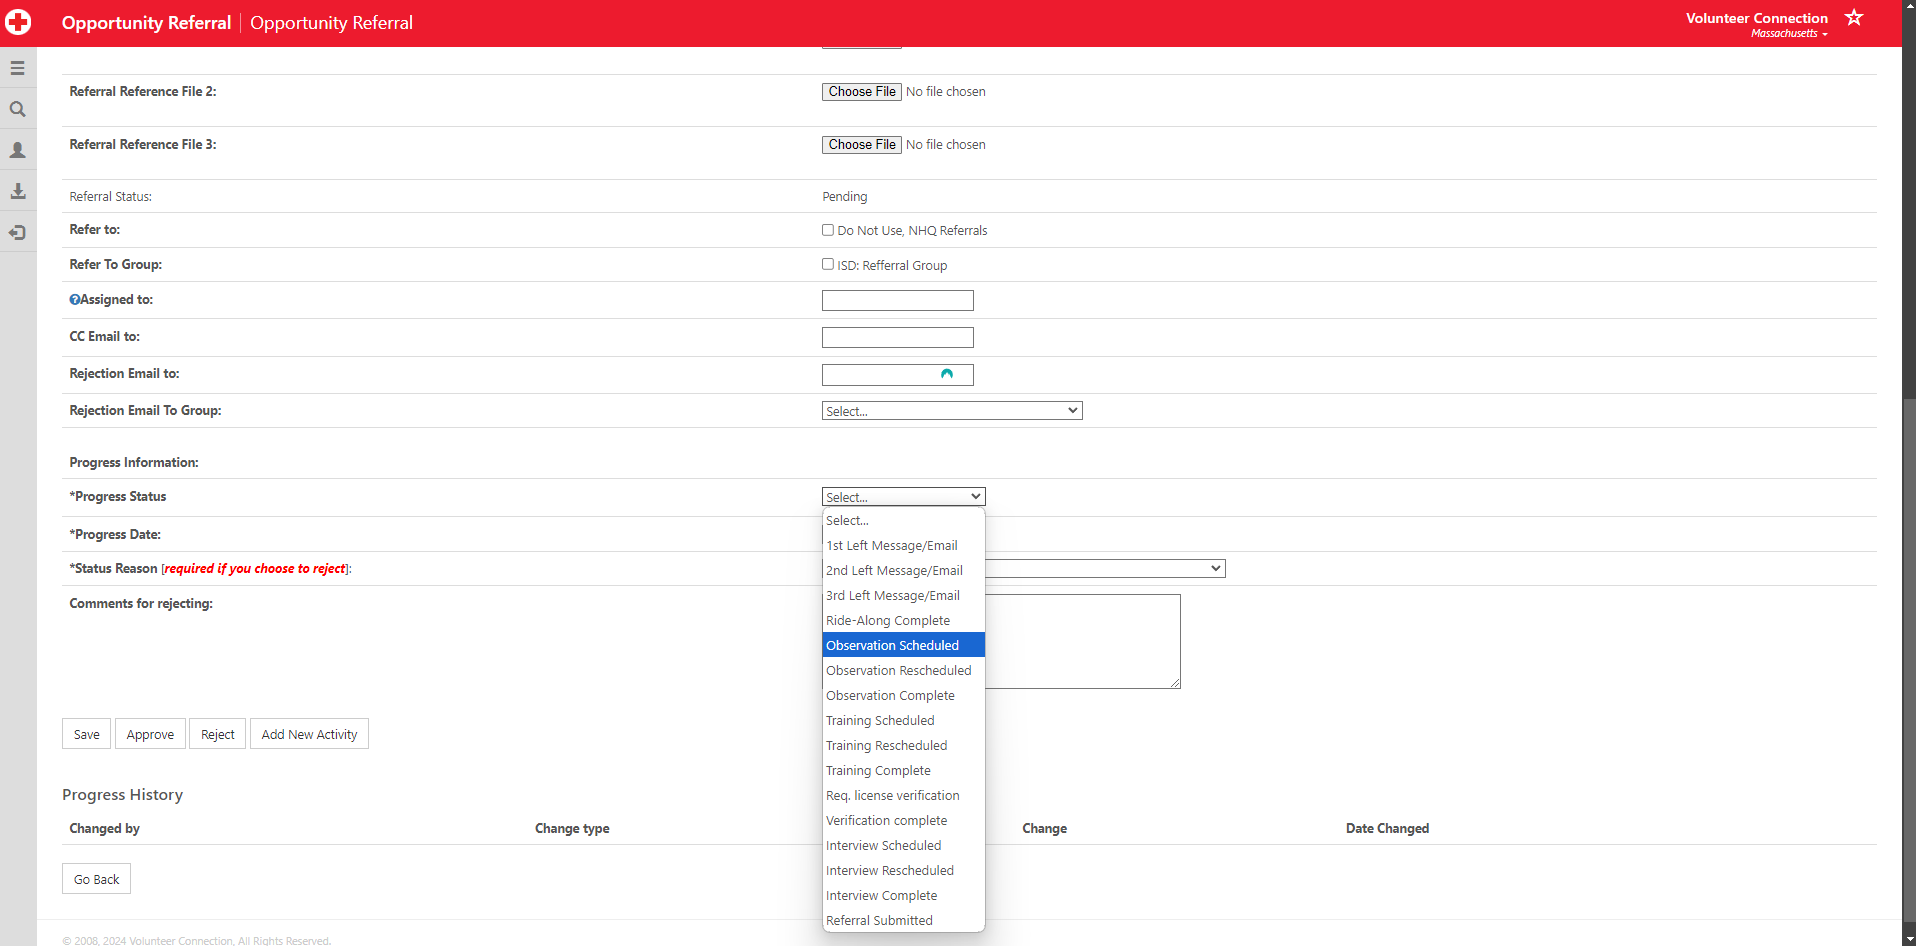 Opportunity Referral | Opportunity Referral
Volunteer Connection
Massachusetts
Referral Reference File 2:
Choose File No file chosen
Referral Reference File 3:
Choose File No file chosen
Referral Status:
Pending
Refer to:
Do Not Use, NHQ Referrals
Refer To Group:
ISD: Refferral Group
Assigned to:
CC Email to:
Rejection Email to:
Rejection Email To Group:
Select...
Progress Information:
*Progress Status
Select...
Select...
1st Left Message/Email
2nd Left Message/Email
3rd Left Message/Email
Ride-Along Complete
Observation Scheduled
Observation Rescheduled
Observation Complete
Training Scheduled
Training Rescheduled
Training Complete
Req. license verification
Verification complete
Interview Scheduled
Interview Rescheduled
Interview Complete
Referral Submitted
*Progress Date:
*Status Reason [required if you choose to reject]:
Comments for rejecting:
Save Approve Reject Add New Activity
Progress History
Changed by Change type Change Date Changed
Go Back
© 2008, 2024 Volunteer Connection, All Rights Reserved.